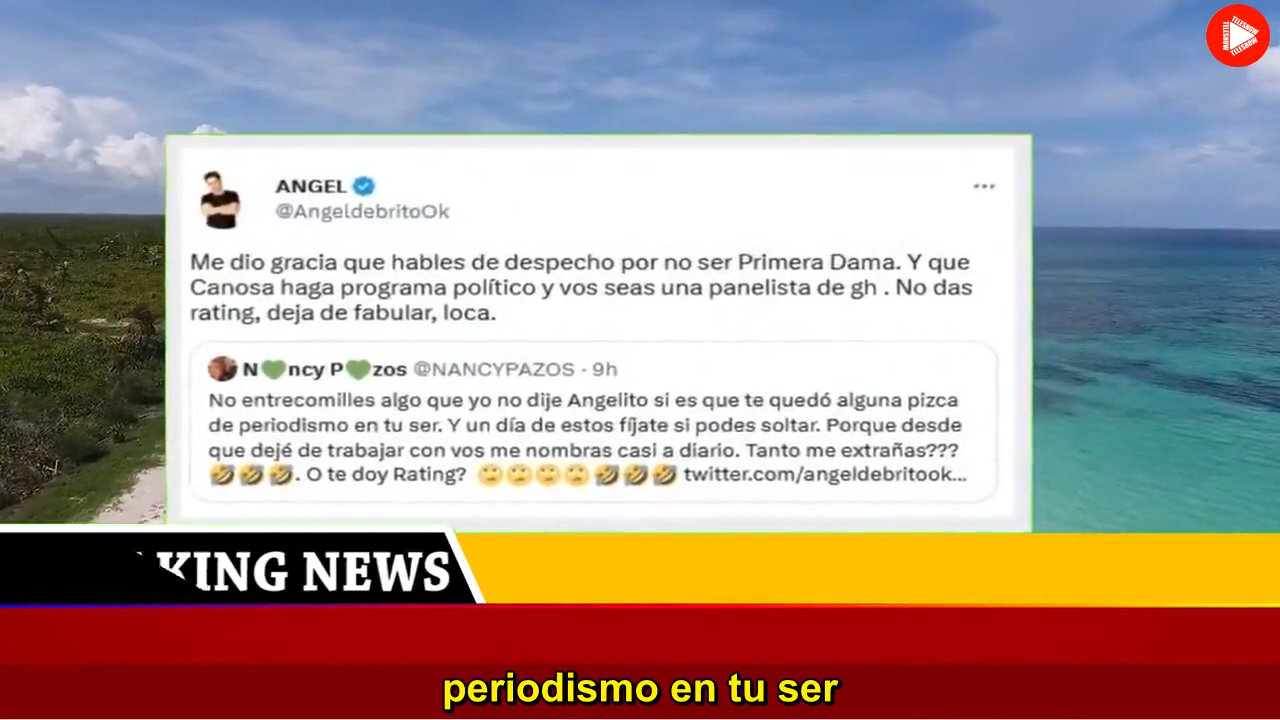 TELESHOW
TELESHOW
TELESHOW
ANGEL
@AngeldebritoOk
Me dio gracia que hables de despecho por no ser Primera Dama. Y que
Canosa haga programa político y vos seas una panelista de gh . No das
rating, deja de fabular, loca.
N💚ncy P💚zos @NANCYPAZOS · 9h
No entrecomilles algo que yo no dije Angelito si es que te quedó alguna pizca
de periodismo en tu ser. Y un día de estos fíjate si podes soltar. Porque desde
que dejé de trabajar con vos me nombras casi a diario. Tanto me extrañas???
🤣🤣🤣. O te doy Rating? 🙄🙄🙄🙄🤣🤣🤣 twitter.com/angeldebritook...
KING NEWS
periodismo en tu ser